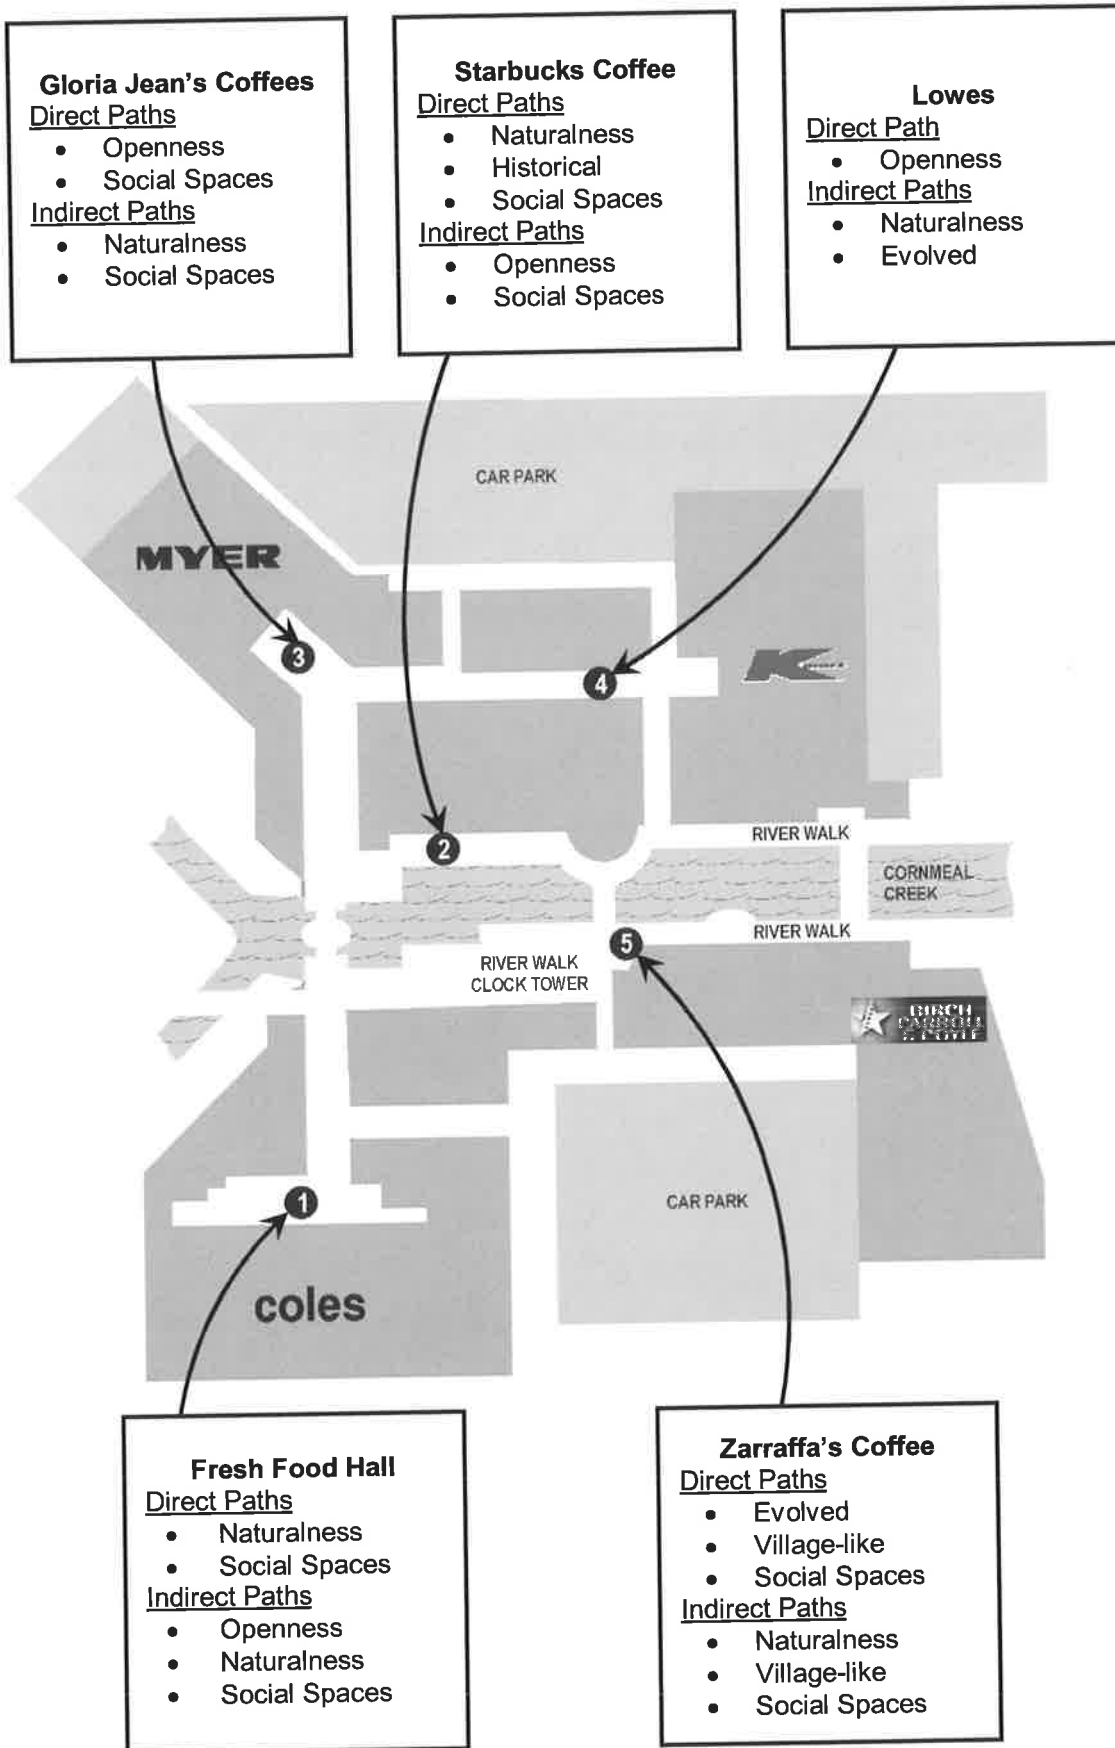 Gloria Jean's Coffees
Direct Paths
• Openness
• Social Spaces
Indirect Paths
• Naturalness
• Social Spaces
Starbucks Coffee
Direct Paths
• Naturalness
• Historical
• Social Spaces
Indirect Paths
• Openness
• Social Spaces
Lowes
Direct Path
• Openness
Indirect Paths
• Naturalness
• Evolved
CAR PARK
MYER
3
4
K
2
RIVER WALK
CORNMEAL
CREEK
5
RIVER WALK
RIVER WALK
CLOCK TOWER
BIRCH
CARROLL
& COYLE
1
CAR PARK
coles
Fresh Food Hall
Direct Paths
• Naturalness
• Social Spaces
Indirect Paths
• Openness
• Naturalness
• Social Spaces
Zarraffa's Coffee
Direct Paths
• Evolved
• Village-like
• Social Spaces
Indirect Paths
• Naturalness
• Village-like
• Social Spaces